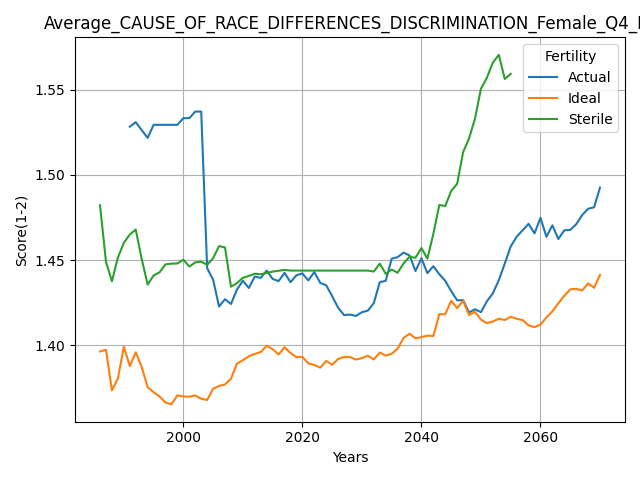 Average_CAUSE_OF_RACE_DIFFERENCES_DISCRIMINATION_Female_Q4_
Fertility
Actual
Ideal
Sterile
Score(1-2)
1.55
1.50
1.45
1.40
2000 2020 2040 2060
Years